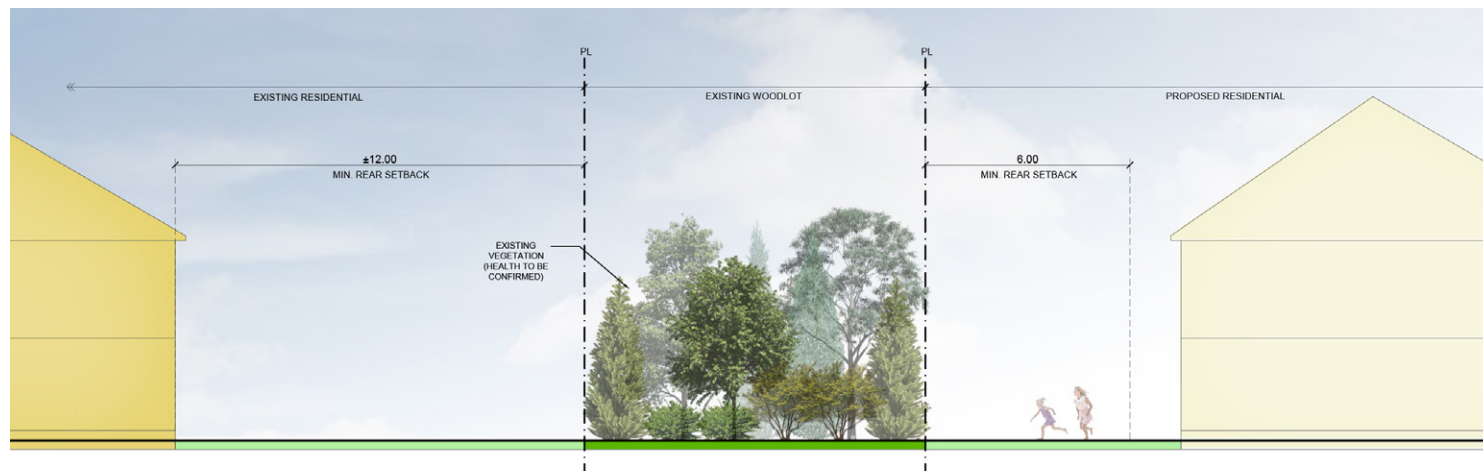 PL
PL
EXISTING RESIDENTIAL
EXISTING WOODLOT
PROPOSED RESIDENTIAL
±12.00
MIN. REAR SETBACK
6.00
MIN. REAR SETBACK
EXISTING
VEGETATION
(HEALTH TO BE
CONFIRMED)